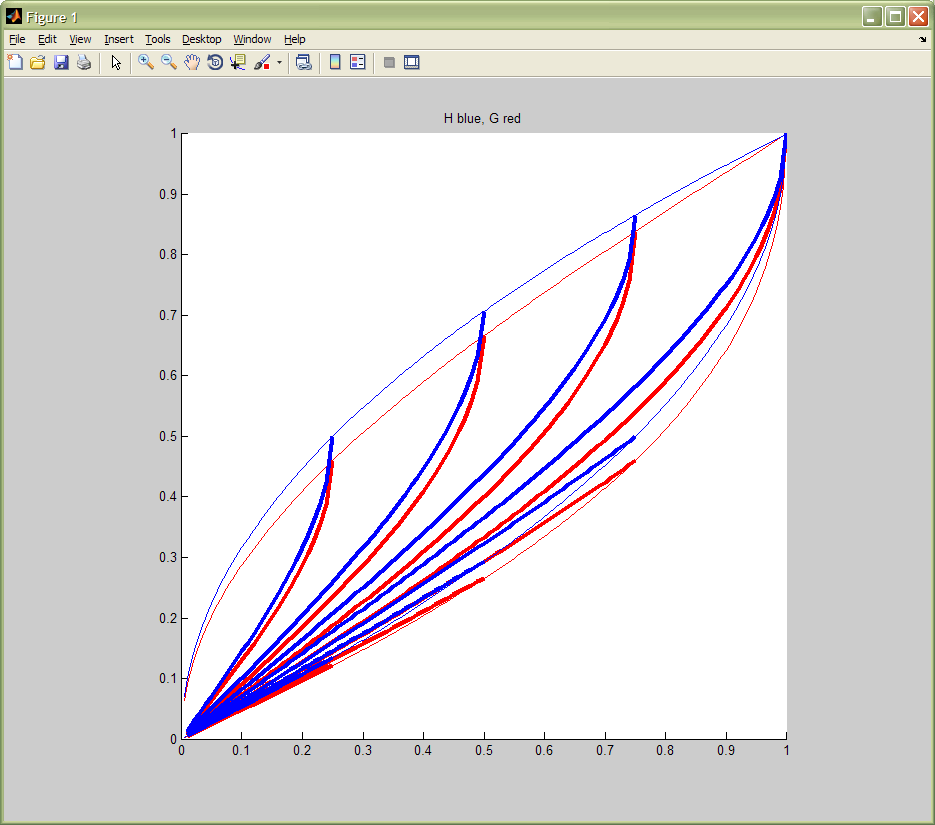 Figure 1
File Edit View Insert Tools Desktop Window Help
H blue, G red
1
0.9
0.8
0.7
0.6
0.5
0.4
0.3
0.2
0.1
0
0 0.1 0.2 0.3 0.4 0.5 0.6 0.7 0.8 0.9 1